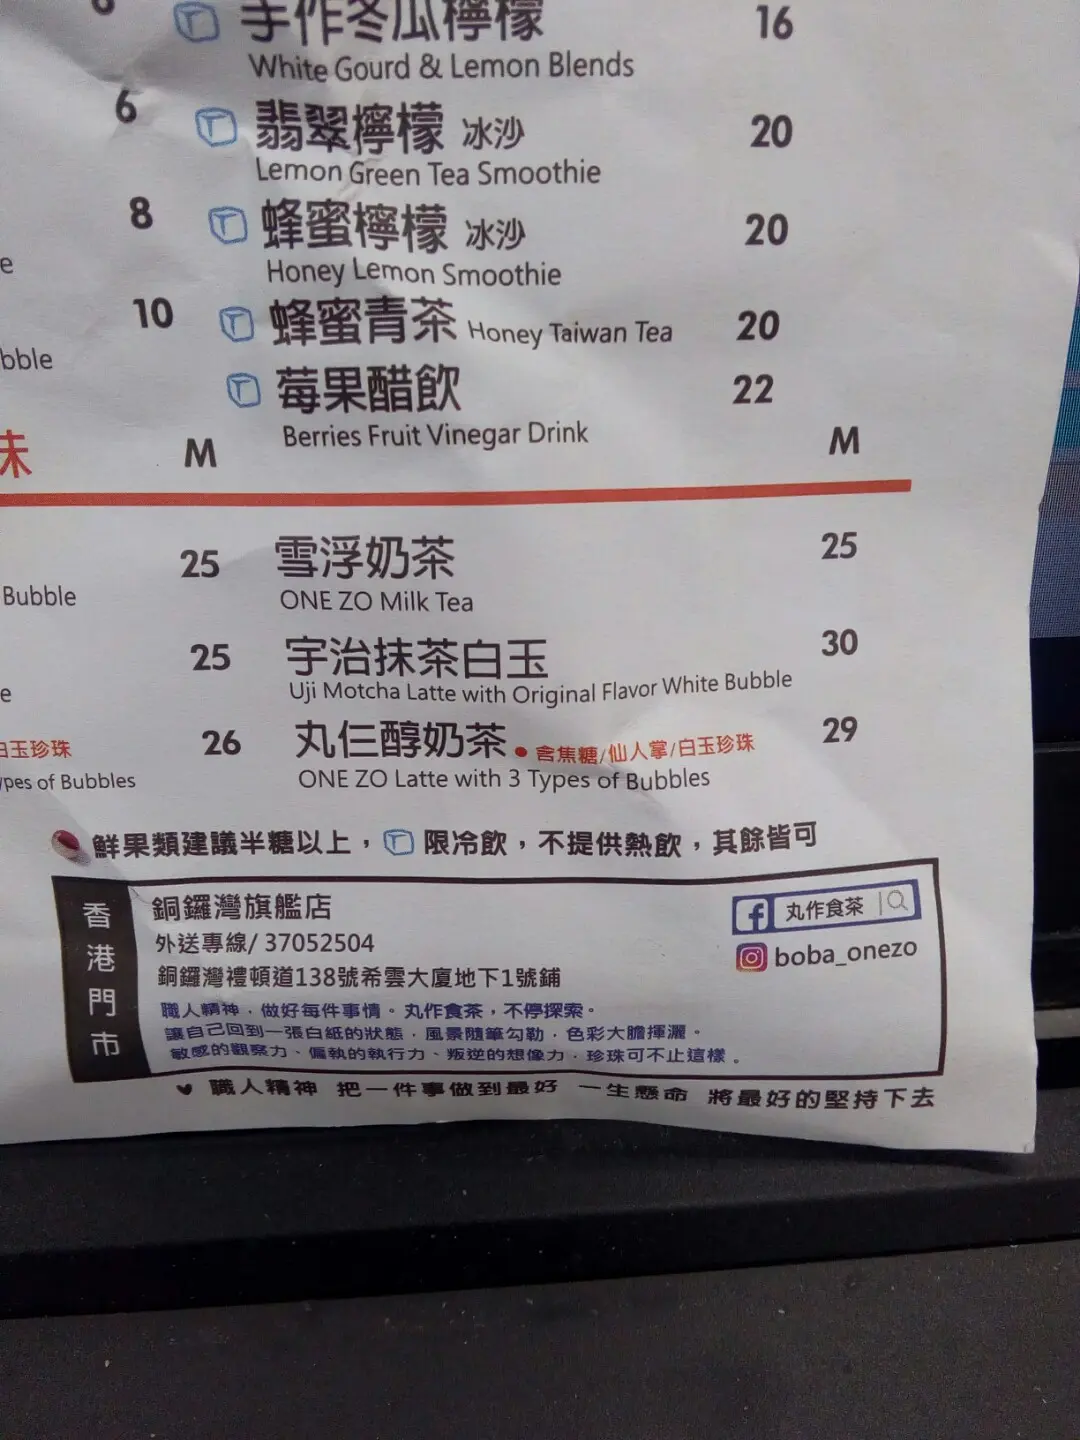 手作冬瓜檸檬 16
White Gourd & Lemon Blends
6 翡翠檸檬 冰沙 20
Lemon Green Tea Smoothie
8 蜂蜜檸檬 冰沙 20
e Honey Lemon Smoothie
10 蜂蜜青茶 Honey Taiwan Tea 20
bble
莓果醋飲 22
Berries Fruit Vinegar Drink
味 M M
25 雪浮奶茶 25
Bubble ONE ZO Milk Tea
25 宇治抹茶白玉 30
e Uji Motcha Latte with Original Flavor White Bubble
白玉珍珠 26 丸仨醇奶茶 • 含焦糖/仙人掌/白玉珍珠 29
ypes of Bubbles ONE ZO Latte with 3 Types of Bubbles
鮮果類建議半糖以上，T 限冷飲，不提供熱飲，其餘皆可
香港門市
銅鑼灣旗艦店
外送專線/ 37052504
銅鑼灣禮頓道138號希雲大廈地下1號鋪
f 丸作食茶
boba_onezo
職人精神．做好每件事情。丸作食茶，不停探索。
讓自己回到一張白紙的狀態．風景隨筆勾勒．色彩大膽揮灑。
敏感的觀察力、偏執的執行力、叛逆的想像力．珍珠可不止這樣。
職人精神 把一件事做到最好 一生懸命 將最好的堅持下去